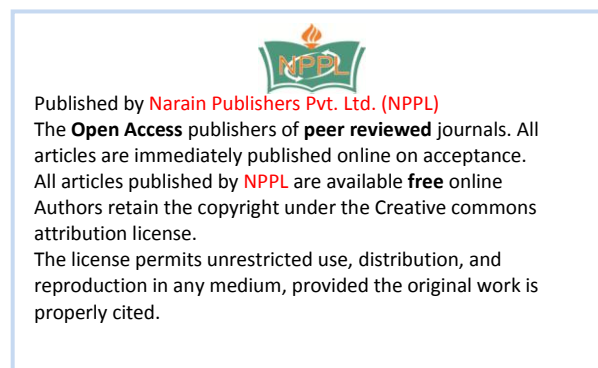 NPPL
Published by Narain Publishers Pvt. Ltd. (NPPL)
The Open Access publishers of peer reviewed journals. All
articles are immediately published online on acceptance.
All articles published by NPPL are available free online
Authors retain the copyright under the Creative commons
attribution license.
The license permits unrestricted use, distribution, and
reproduction in any medium, provided the original work is
properly cited.